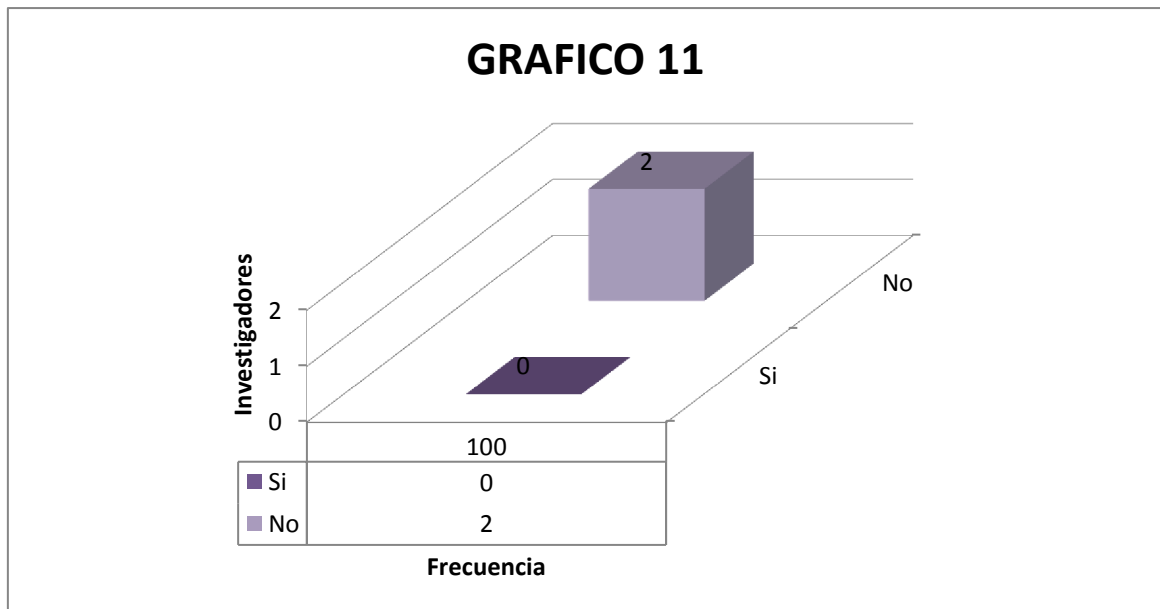 GRAFICO 11
2
No
Investigadores
2
1
0
0
Si
100
Si 0
No 2
Frecuencia